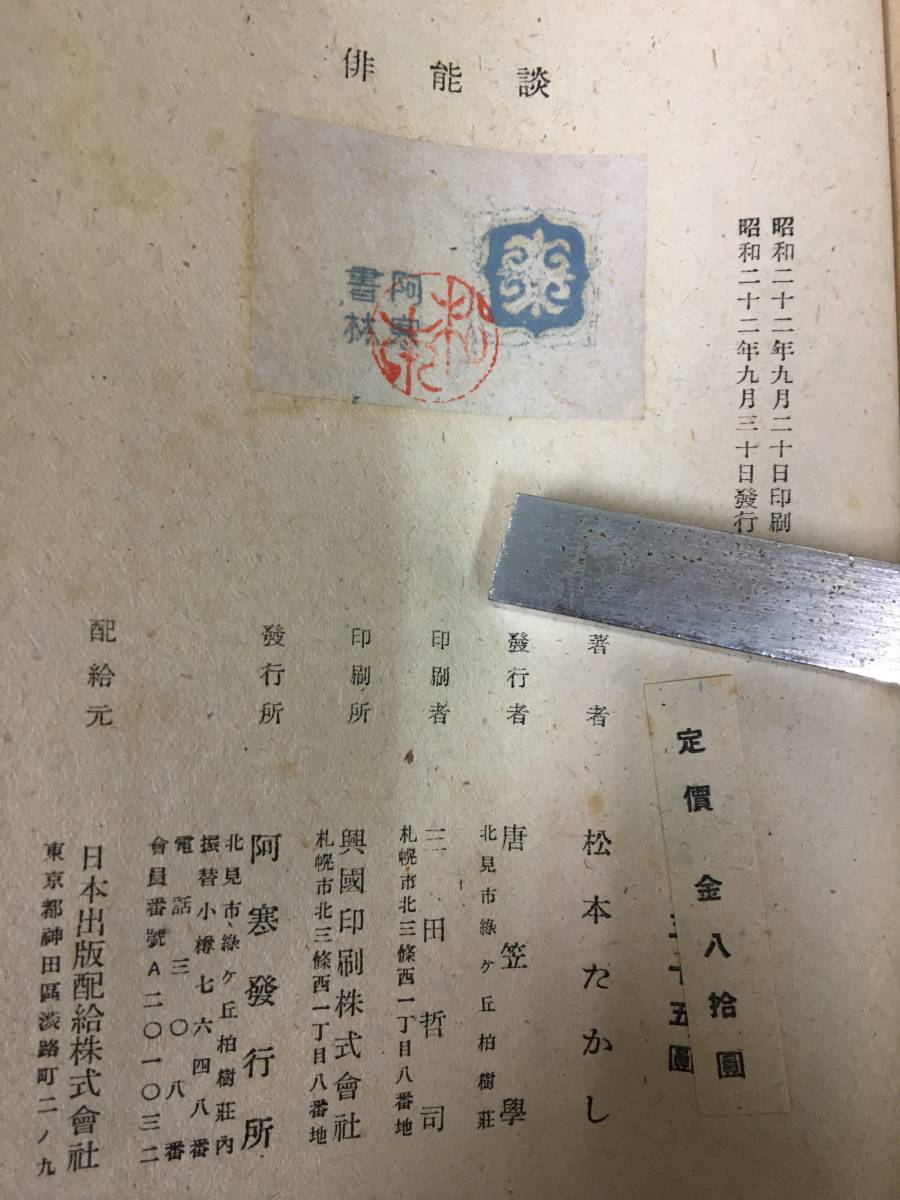 俳能談
阿寒
書林
昭和二十二年九月二十日印刷
昭和二十二年九月三十日發行
定價 金八拾圓
五圓
著者 松本たかし
發行者 北見市綠ヶ丘柏樹莊
唐笠學
印刷者 札幌市北三條西一丁目八番地
三田哲司
印刷所 札幌市北三條西一丁目八番地
興國印刷株式會社
發行所 阿寒發行所
北見市綠ヶ丘柏樹莊內
振替小樽七六四八番
電話三〇八番
會員番號A二〇一〇三二
配給元 日本出版配給株式會社
東京都神田區淡路町二ノ九